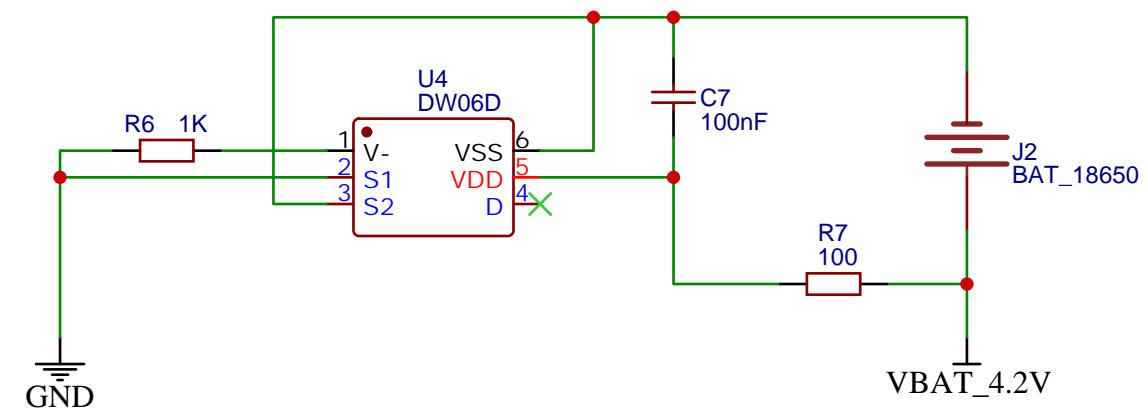 U4
DW06D
R6 1K
C7
100nF
1 V- VSS 6
2 S1 VDD 5
3 S2 D 4
J2
BAT_18650
R7
100
GND
VBAT_4.2V